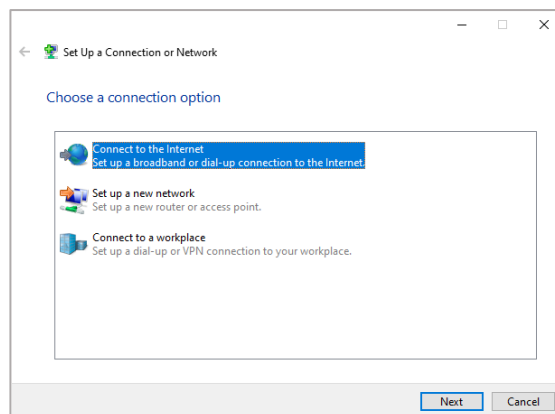 Set Up a Connection or Network
Choose a connection option
Connect to the Internet
Set up a broadband or dial-up connection to the Internet.
Set up a new network
Set up a new router or access point.
Connect to a workplace
Set up a dial-up or VPN connection to your workplace.
Next Cancel